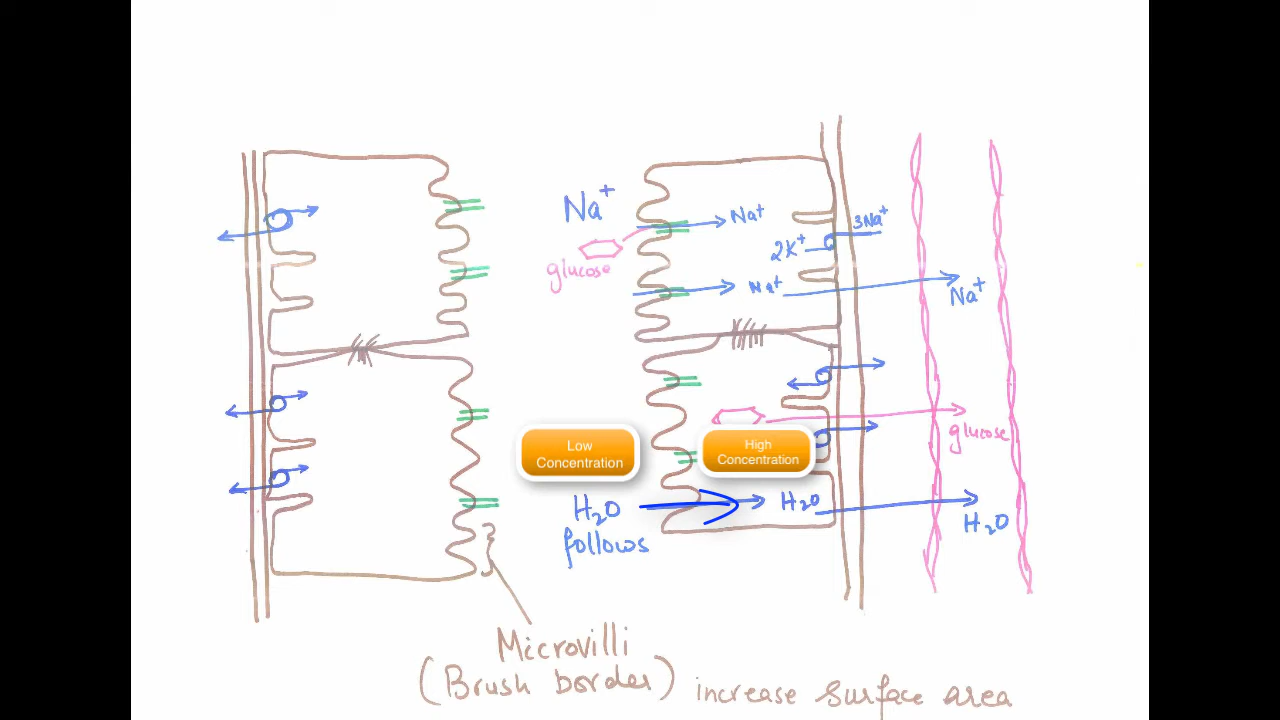 Na⁺
Na⁺
3Na⁺
2K⁺
glucose
Na⁺
Na⁺
glucose
Low
Concentration
High
Concentration
H₂O
follows
H₂O
H₂O
Microvilli
(Brush border) increase surface area